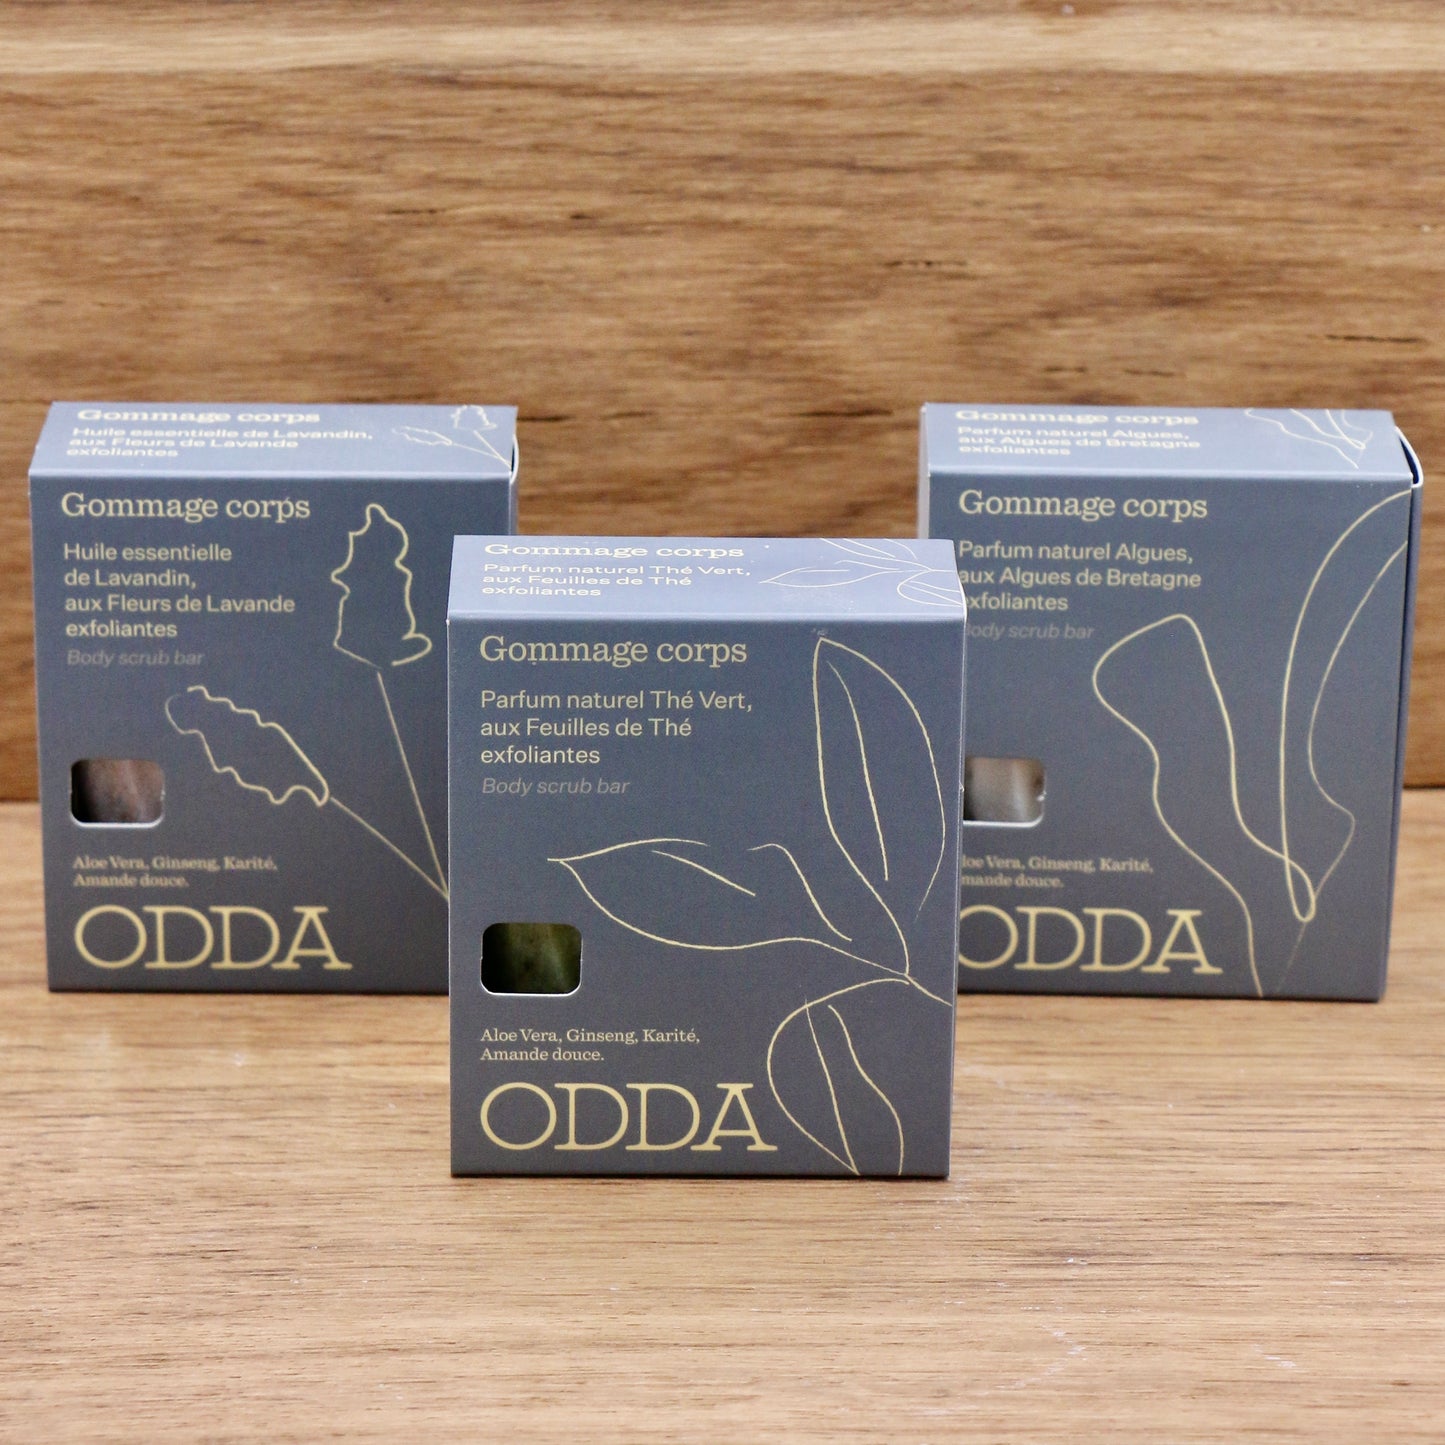 Gommage corps
Huile essentielle de Lavandin,
aux Fleurs de Lavande
exfoliantes
Gommage corps
Huile essentielle
de Lavandin,
aux Fleurs de Lavande
exfoliantes
Body scrub bar
Aloe Vera, Ginseng, Karité,
Amande douce.
ODDA
Gommage corps
Parfum naturel Thé Vert,
aux Feuilles de Thé
exfoliantes
Gommage corps
Parfum naturel Thé Vert,
aux Feuilles de Thé
exfoliantes
Body scrub bar
Aloe Vera, Ginseng, Karité,
Amande douce.
ODDA
Gommage corps
Parfum naturel Algues,
aux Algues de Bretagne
exfoliantes
Gommage corps
Parfum naturel Algues,
aux Algues de Bretagne
exfoliantes
Body scrub bar
Aloe Vera, Ginseng, Karité,
Amande douce.
ODDA